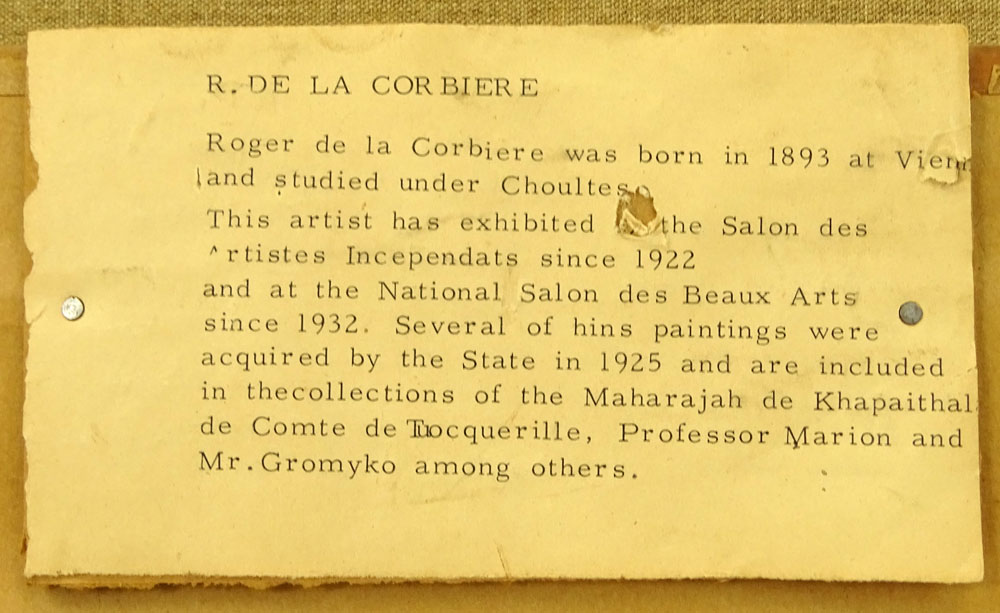 R. DE LA CORBIERE
Roger de la Corbiere was born in 1893 at
and studied under Choultes
This artist has exhibited the Salon des
^rtistes Incependats since 1922
and at the National Salon des Beaux Arts
since 1932. Several of hins paintings were
acquired by the State in 1925 and are included
in thecollections of the Maharajah de Khapaithal
de Comte de Tocquerille, Professor Marion and
Mr.Gromyko among others.